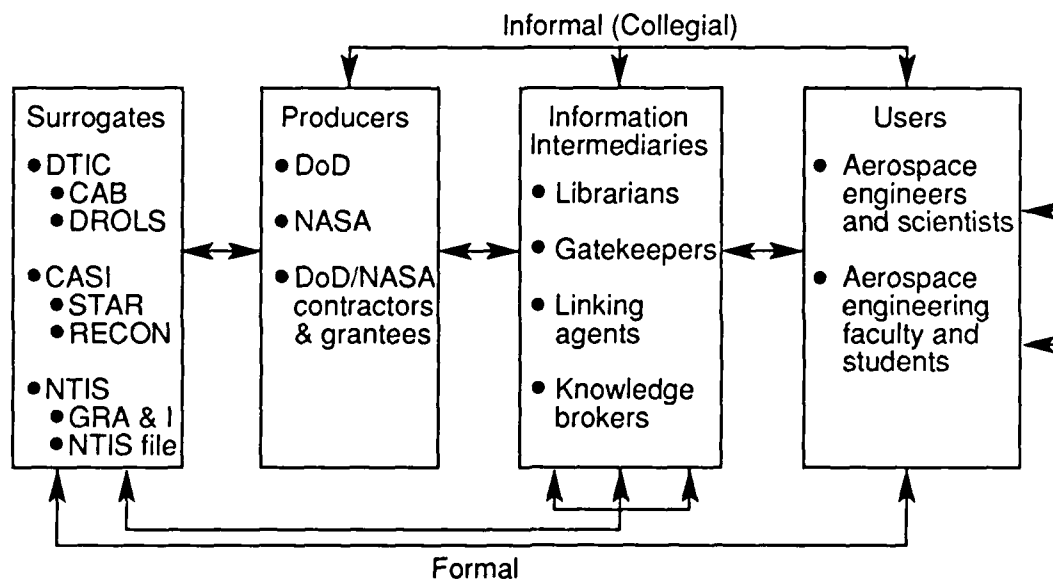 Informal (Collegial)
Surrogates
● DTIC
● CAB
● DROLS
● CASI
● STAR
● RECON
● NTIS
● GRA & I
● NTIS file
Producers
● DoD
● NASA
● DoD/NASA
contractors
& grantees
Information
Intermediaries
● Librarians
● Gatekeepers
● Linking
agents
● Knowledge
brokers
Users
● Aerospace
engineers
and scientists
● Aerospace
engineering
faculty and
students
Formal